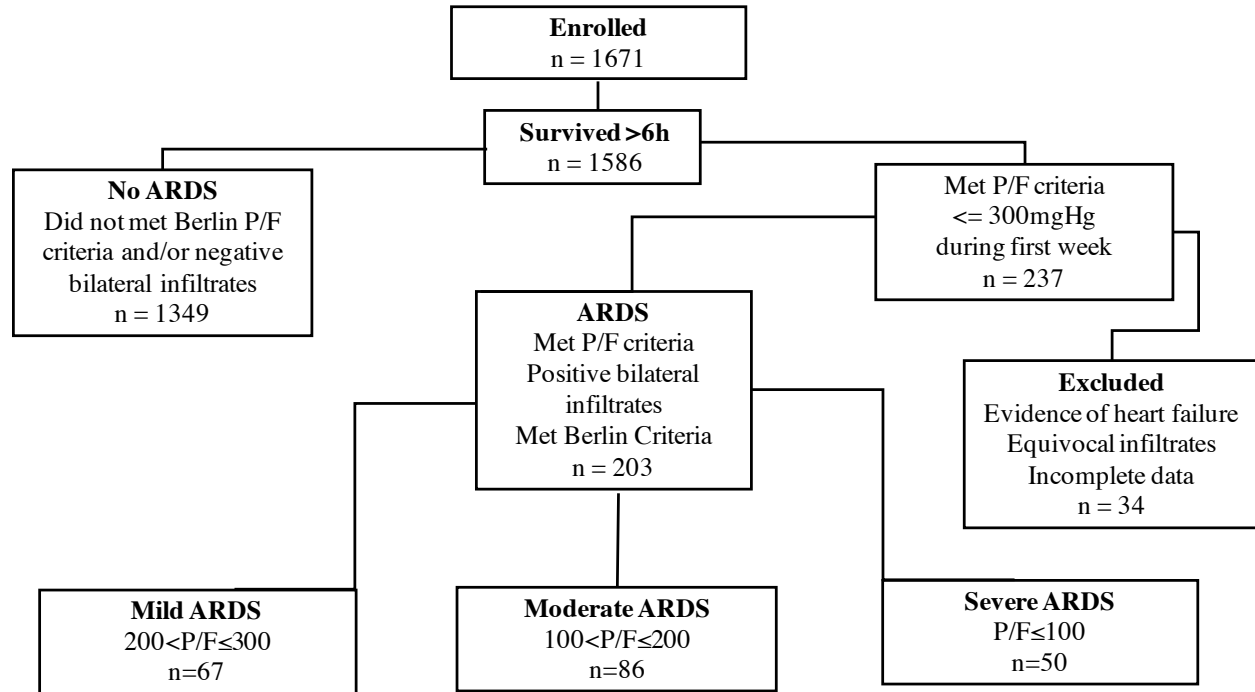 Enrolled
n = 1671
Survived >6h
n = 1586
No ARDS
Did not met Berlin P/F
criteria and/or negative
bilateral infiltrates
n = 1349
Met P/F criteria
<= 300mgHg
during first week
n = 237
ARDS
Met P/F criteria
Positive bilateral
infiltrates
Met Berlin Criteria
n = 203
Excluded
Evidence of heart failure
Equivocal infiltrates
Incomplete data
n = 34
Mild ARDS
200<P/F≤300
n=67
Moderate ARDS
100<P/F≤200
n=86
Severe ARDS
P/F≤100
n=50